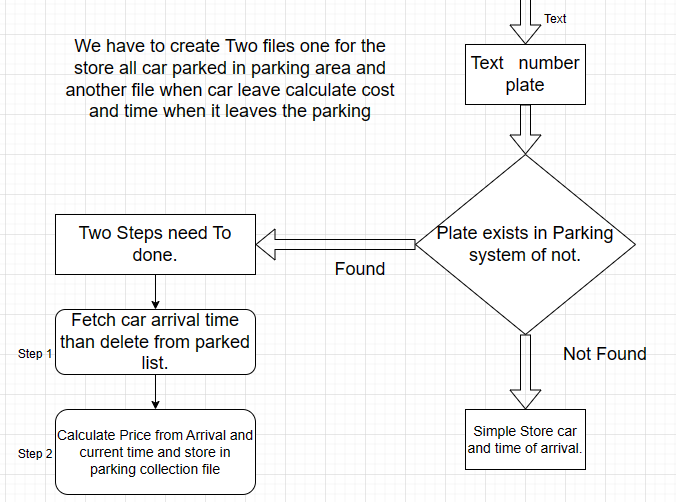 Text
We have to create Two files one for the
store all car parked in parking area and
another file when car leave calculate cost
and time when it leaves the parking
Text number
plate
Plate exists in Parking
system of not.
Two Steps need To
done.
Found
Fetch car arrival time
than delete from parked
list.
Step 1
Not Found
Calculate Price from Arrival and
current time and store in
parking collection file
Step 2
Simple Store car
and time of arrival.